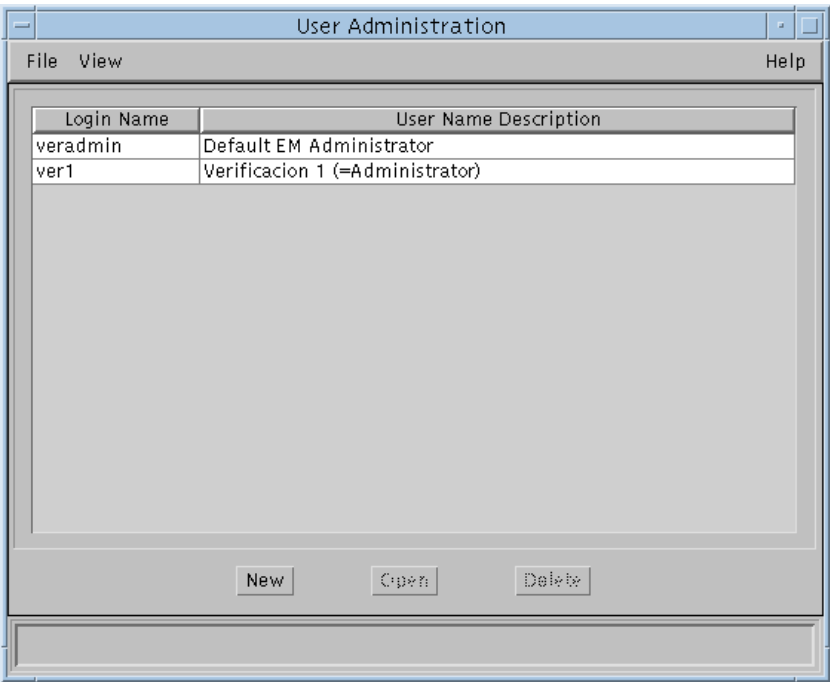 User Administration
File View Help
Login Name User Name Description
veradmin Default EM Administrator
ver1 Verificacion 1 (=Administrator)
New Open Delete